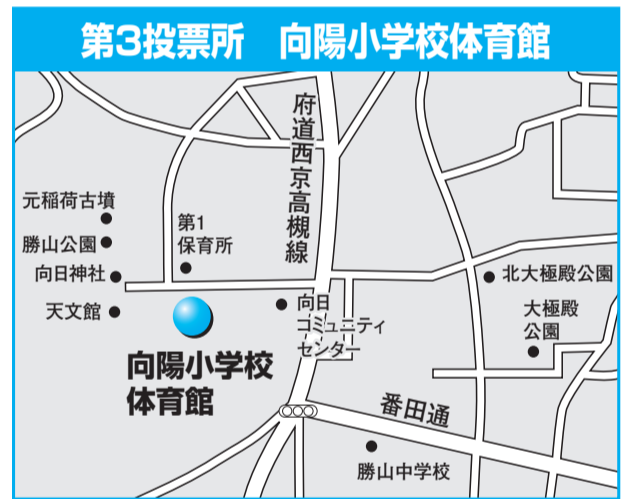 第3投票所　向陽小学校体育館
府道西京高槻線
元稲荷古墳
第1
保育所
勝山公園
向日神社
天文館
北大極殿公園
向日
コミュニティ
センター
大極殿
公園
向陽小学校
体育館
番田通
勝山中学校